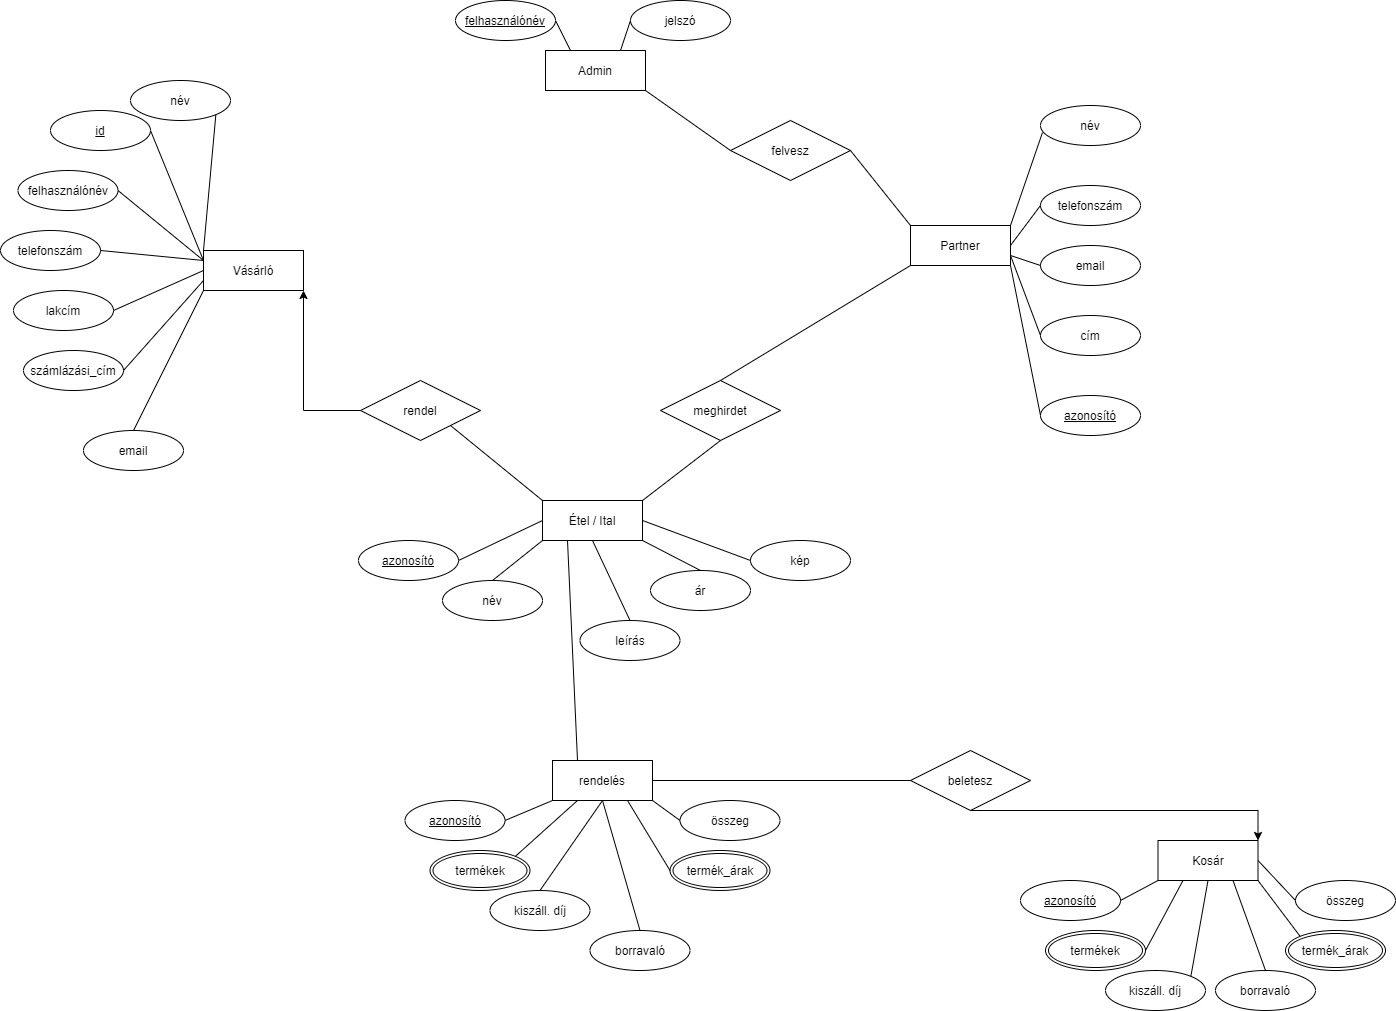 felhasználónév
jelszó
Admin
név
id
felhasználónév
telefonszám
lakcím
számlázási_cím
email
Vásárló
felvesz
név
telefonszám
email
cím
azonosító
Partner
rendel
meghirdet
Étel / Ital
azonosító
név
leírás
ár
kép
rendelés
azonosító
termékek
kiszáll. díj
borravaló
termék_árak
összeg
beletesz
Kosár
azonosító
termékek
kiszáll. díj
borravaló
termék_árak
összeg